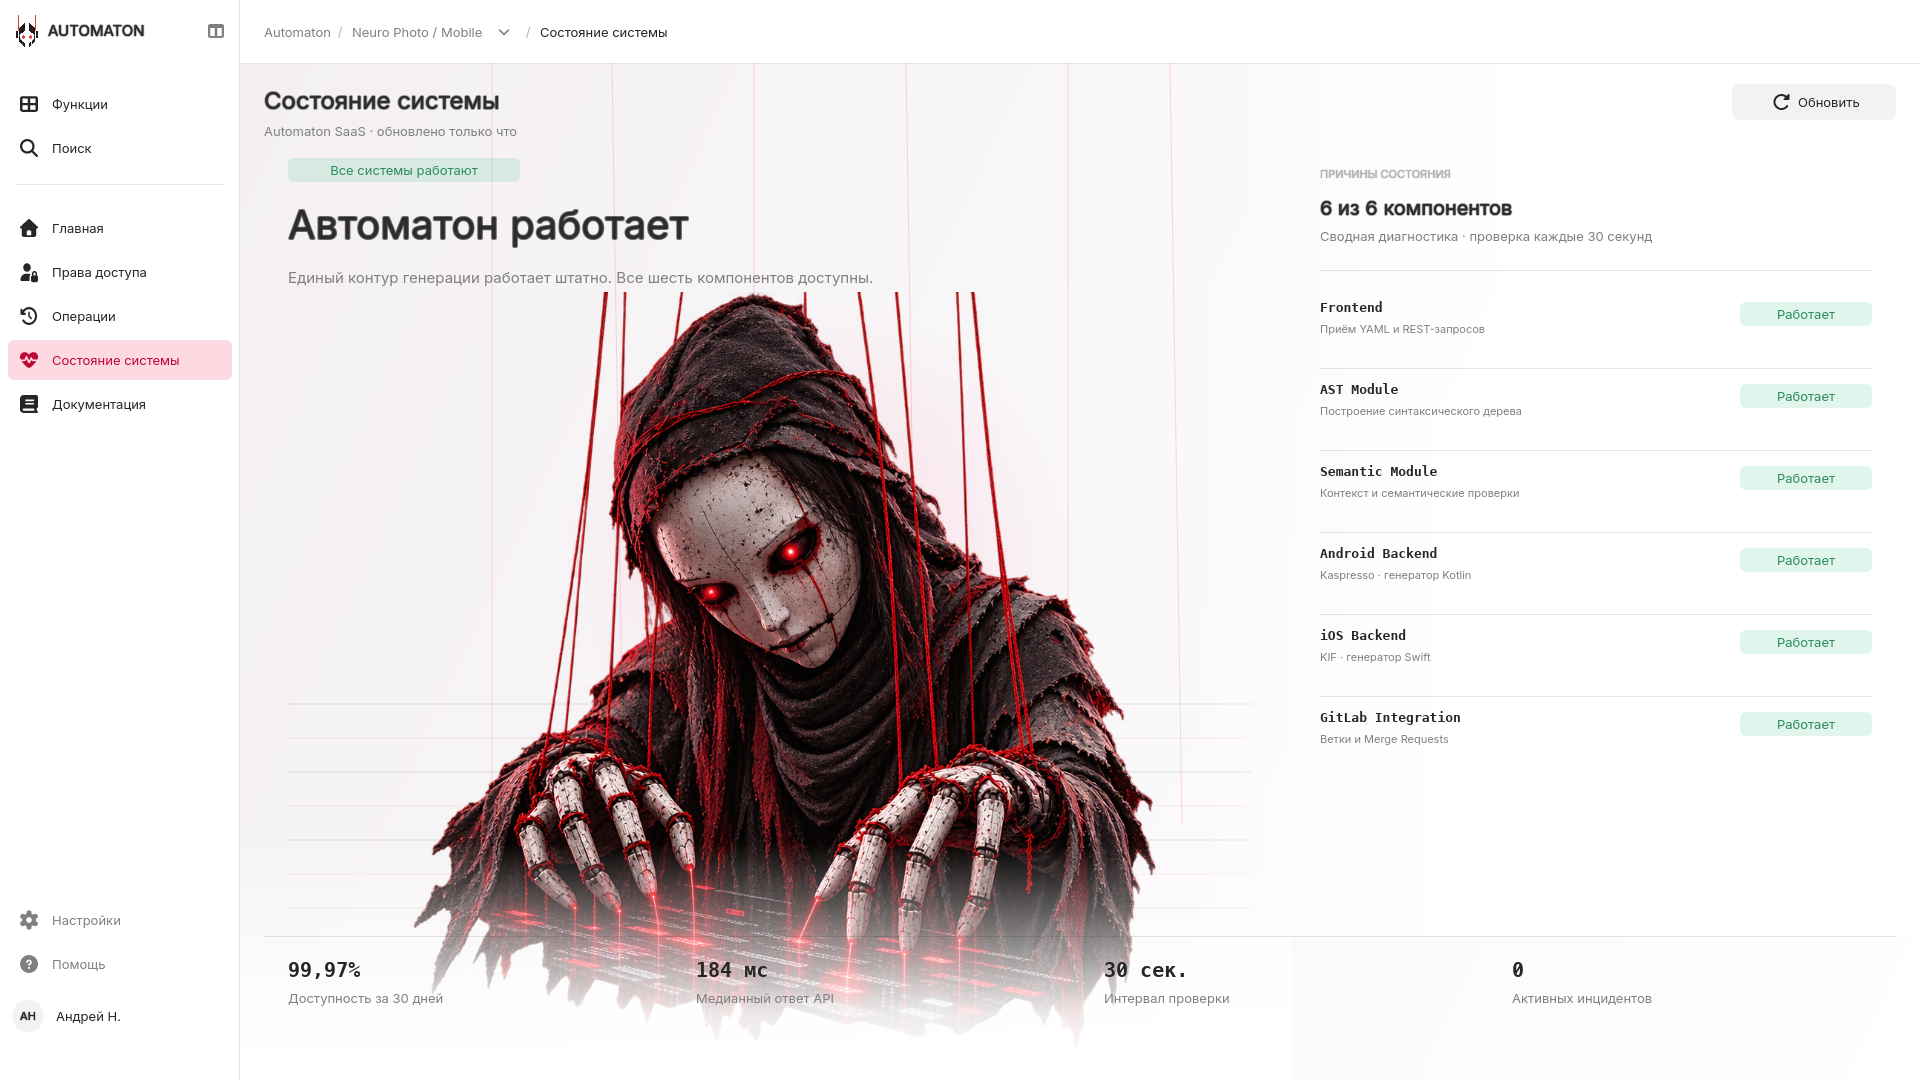 AUTOMATON
Функции
Поиск
Главная
Права доступа
Операции
Состояние системы
Документация
Настройки
Помощь
АН
Андрей Н.
Automaton / Neuro Photo / Mobile / Состояние системы
Состояние системы
Automaton SaaS · обновлено только что
Обновить
Все системы работают
Автоматон работает
Единый контур генерации работает штатно. Все шесть компонентов доступны.
ПРИЧИНЫ СОСТОЯНИЯ
6 из 6 компонентов
Сводная диагностика · проверка каждые 30 секунд
Frontend
Приём YAML и REST-запросов
Работает
AST Module
Построение синтаксического дерева
Работает
Semantic Module
Контекст и семантические проверки
Работает
Android Backend
Kaspresso · генератор Kotlin
Работает
iOS Backend
KIF · генератор Swift
Работает
GitLab Integration
Ветки и Merge Requests
Работает
99,97%
Доступность за 30 дней
184 мс
Медианный ответ API
30 сек.
Интервал проверки
0
Активных инцидентов